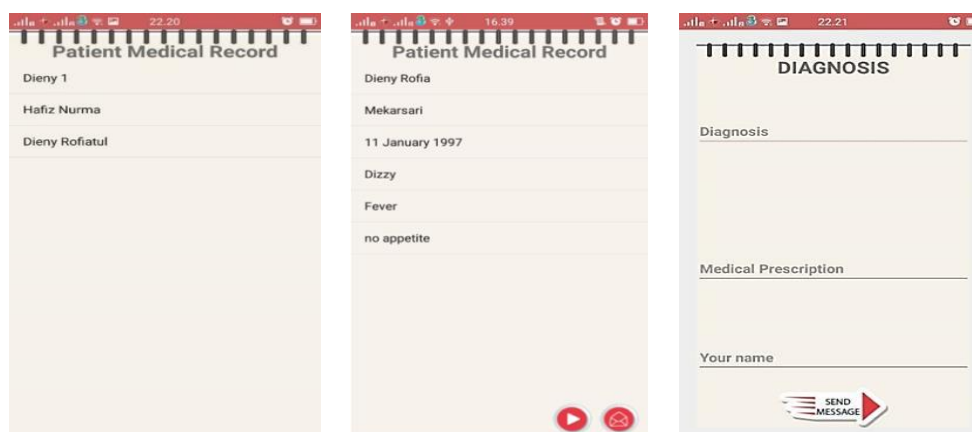 22.20
Patient Medical Record
Dieny 1
Hafiz Nurma
Dieny Rofiatul
16.39
Patient Medical Record
Dieny Rofia
Mekarsari
11 January 1997
Dizzy
Fever
no appetite
22.21
DIAGNOSIS
Diagnosis
Medical Prescription
Your name
SEND
MESSAGE